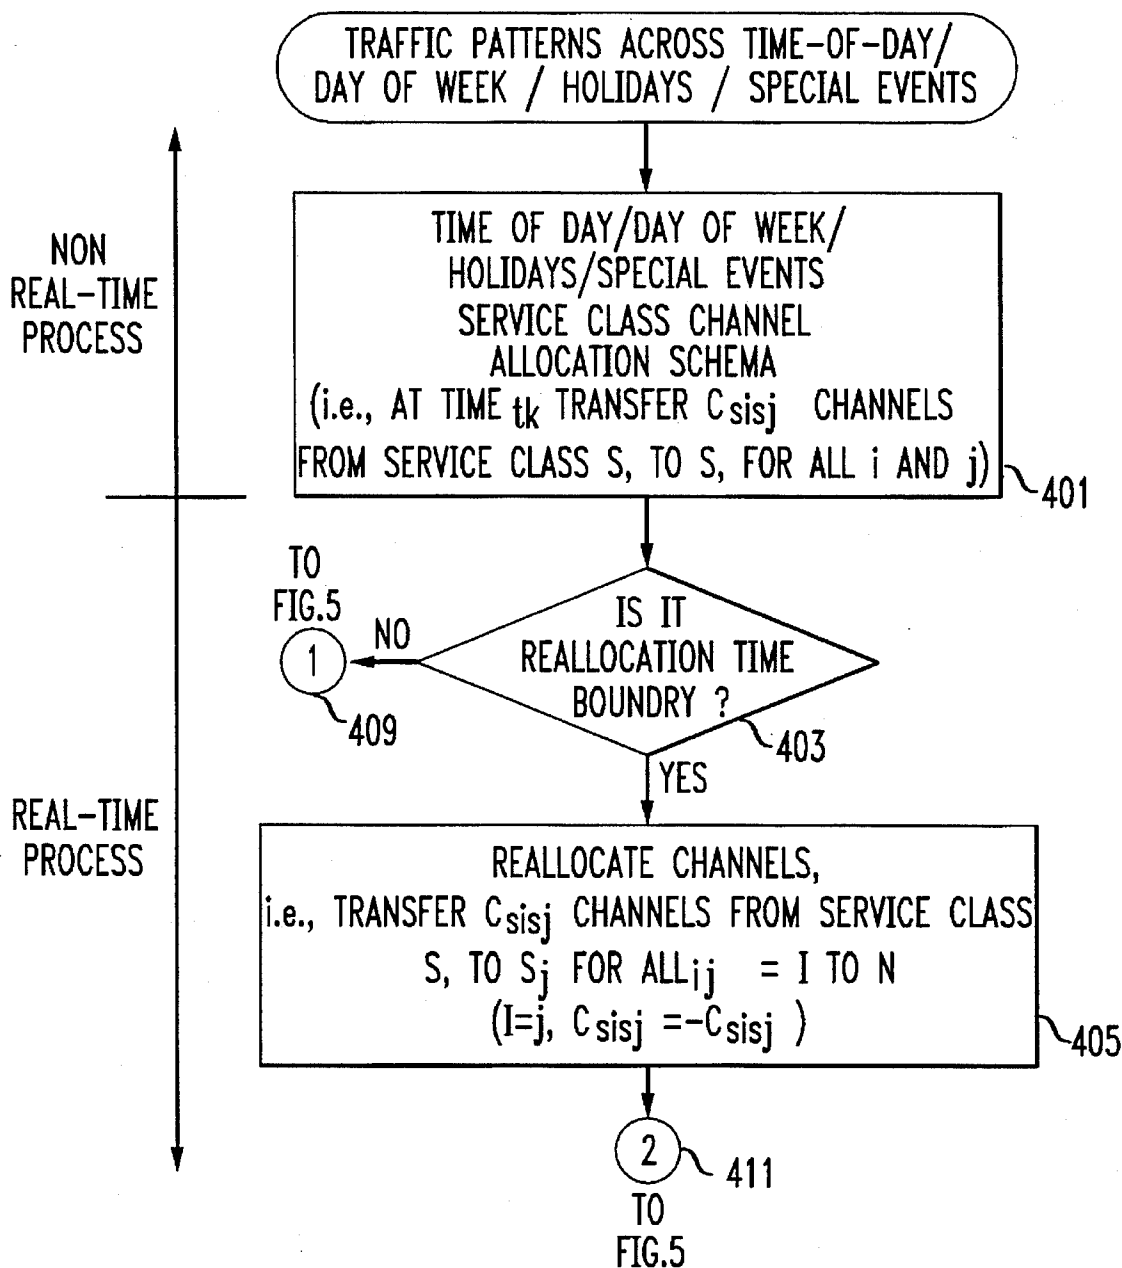 TRAFFIC PATTERNS ACROSS TIME-OF-DAY/
DAY OF WEEK / HOLIDAYS / SPECIAL EVENTS
NON
REAL-TIME
PROCESS
TIME OF DAY/DAY OF WEEK/
HOLIDAYS/SPECIAL EVENTS
SERVICE CLASS CHANNEL
ALLOCATION SCHEMA
(i.e., AT TIME tk TRANSFER Csisj CHANNELS
FROM SERVICE CLASS S, TO S, FOR ALL i AND j)
401
TO
FIG.5
1
409
NO
IS IT
REALLOCATION TIME
BOUNDRY ?
403
YES
REAL-TIME
PROCESS
REALLOCATE CHANNELS,
i.e., TRANSFER Csisj CHANNELS FROM SERVICE CLASS
S, TO Sj FOR ALLij = I TO N
(I=j, Csisj =-Csisj )
405
2
411
TO
FIG.5